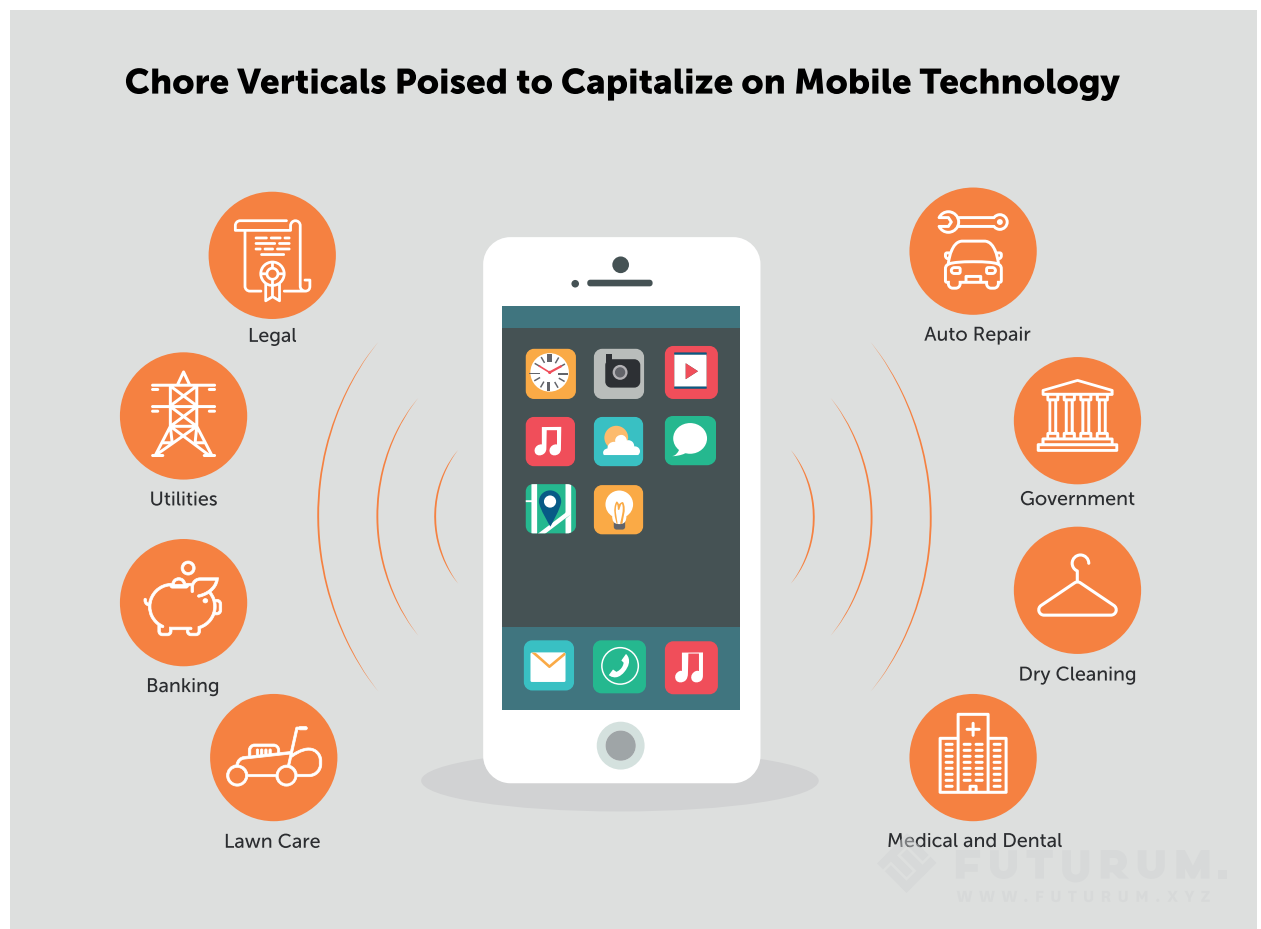 Chore Verticals Poised to Capitalize on Mobile Technology
Legal
Utilities
Banking
Lawn Care
Auto Repair
Government
Dry Cleaning
Medical and Dental
FUTURUM.
WWW.FUTURUM.XYZ